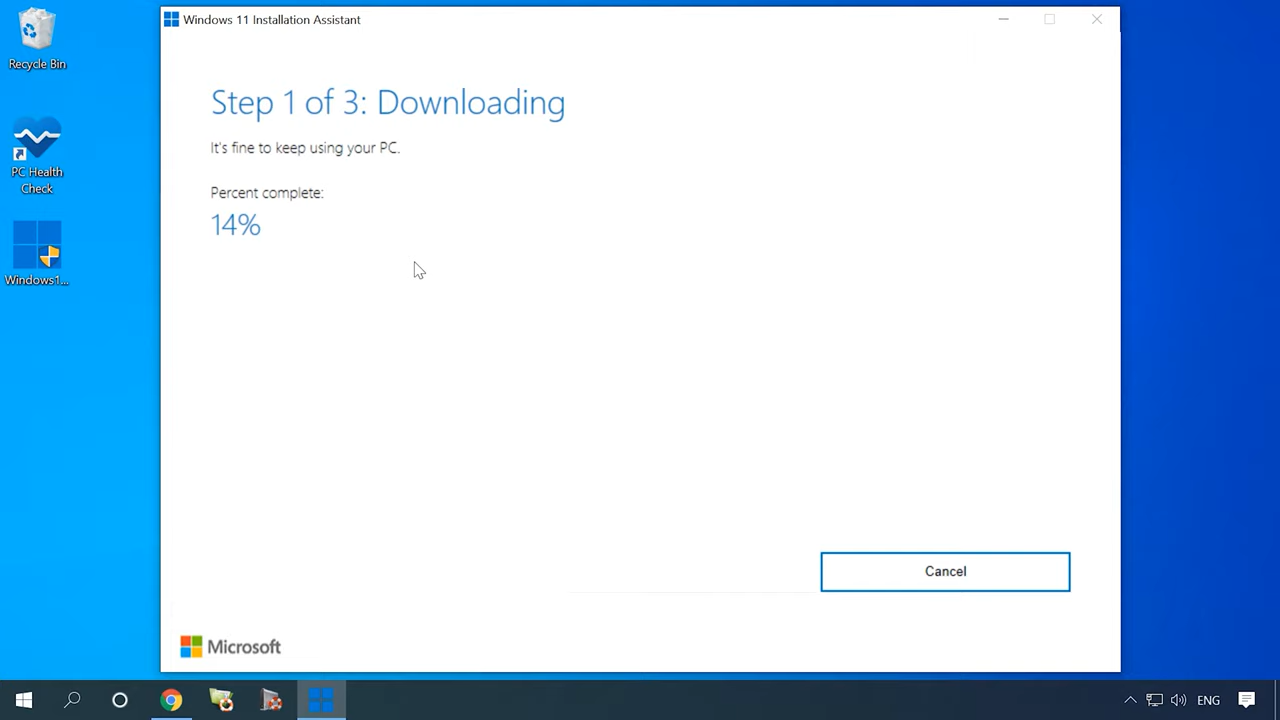 Windows 11 Installation Assistant
Recycle Bin
PC Health
Check
Windows1...
Step 1 of 3: Downloading
It's fine to keep using your PC.
Percent complete:
14%
Cancel
Microsoft
ENG